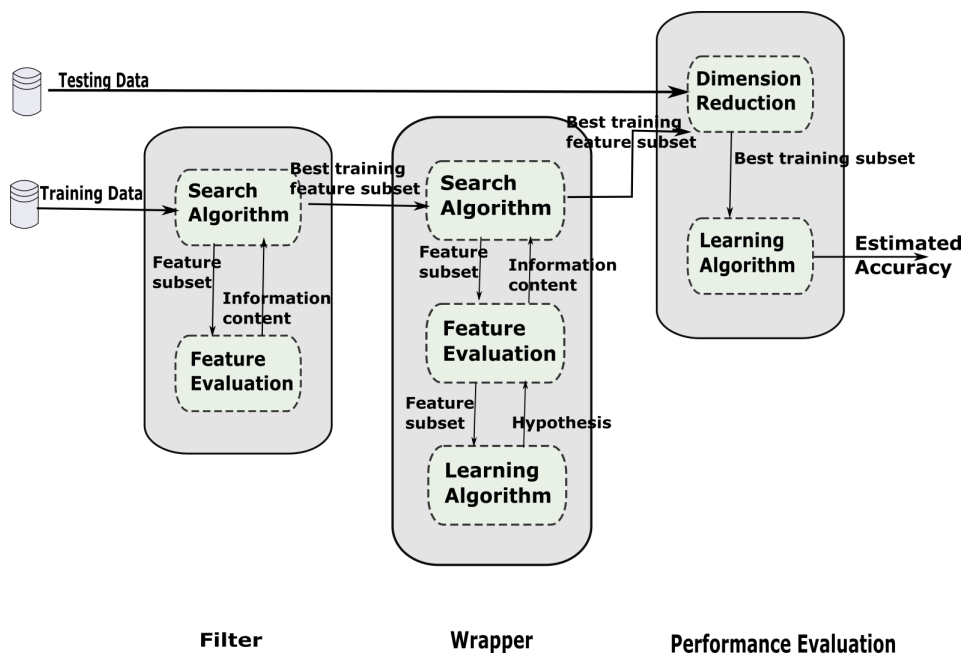 Testing Data
Dimension
Reduction
Best training
feature subset
Best training subset
Training Data
Search
Algorithm
Best training
feature subset
Search
Algorithm
Learning
Algorithm
Estimated
Accuracy
Feature
subset
Information
content
Feature
subset
Information
content
Feature
Evaluation
Feature
Evaluation
Feature
subset
Hypothesis
Learning
Algorithm
Filter
Wrapper
Performance Evaluation